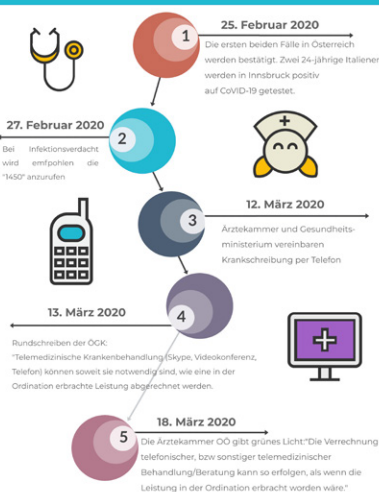 25. Februar 2020
1
Die ersten beiden Fälle in Österreich
werden bestätigt. Zwei 24-jährige Italiener
werden in Innsbruck positiv
auf CoVID-19 getestet.
27. Februar 2020
2
Bei Infektionsverdacht
wird emfpohlen die
"1450" anzurufen
12. März 2020
3
Ärztekammer und Gesundheits-
ministerium vereinbaren
Krankschreibung per Telefon
13. März 2020
4
Rundschreiben der ÖGK:
"Telemedizinische Krankenbehandlung (Skype, Videokonferenz,
Telefon) können soweit sie notwendig sind, wie eine in der
Ordination erbrachte Leistung abgerechnet werden.
18. März 2020
5
Die Ärztekammer OÖ gibt grünes Licht:"Die Verrechnung
telefonischer, bzw sonstiger telemedizinischer
Behandlung/Beratung kann so erfolgen, als wenn die
Leistung in der Ordination erbracht worden wäre."